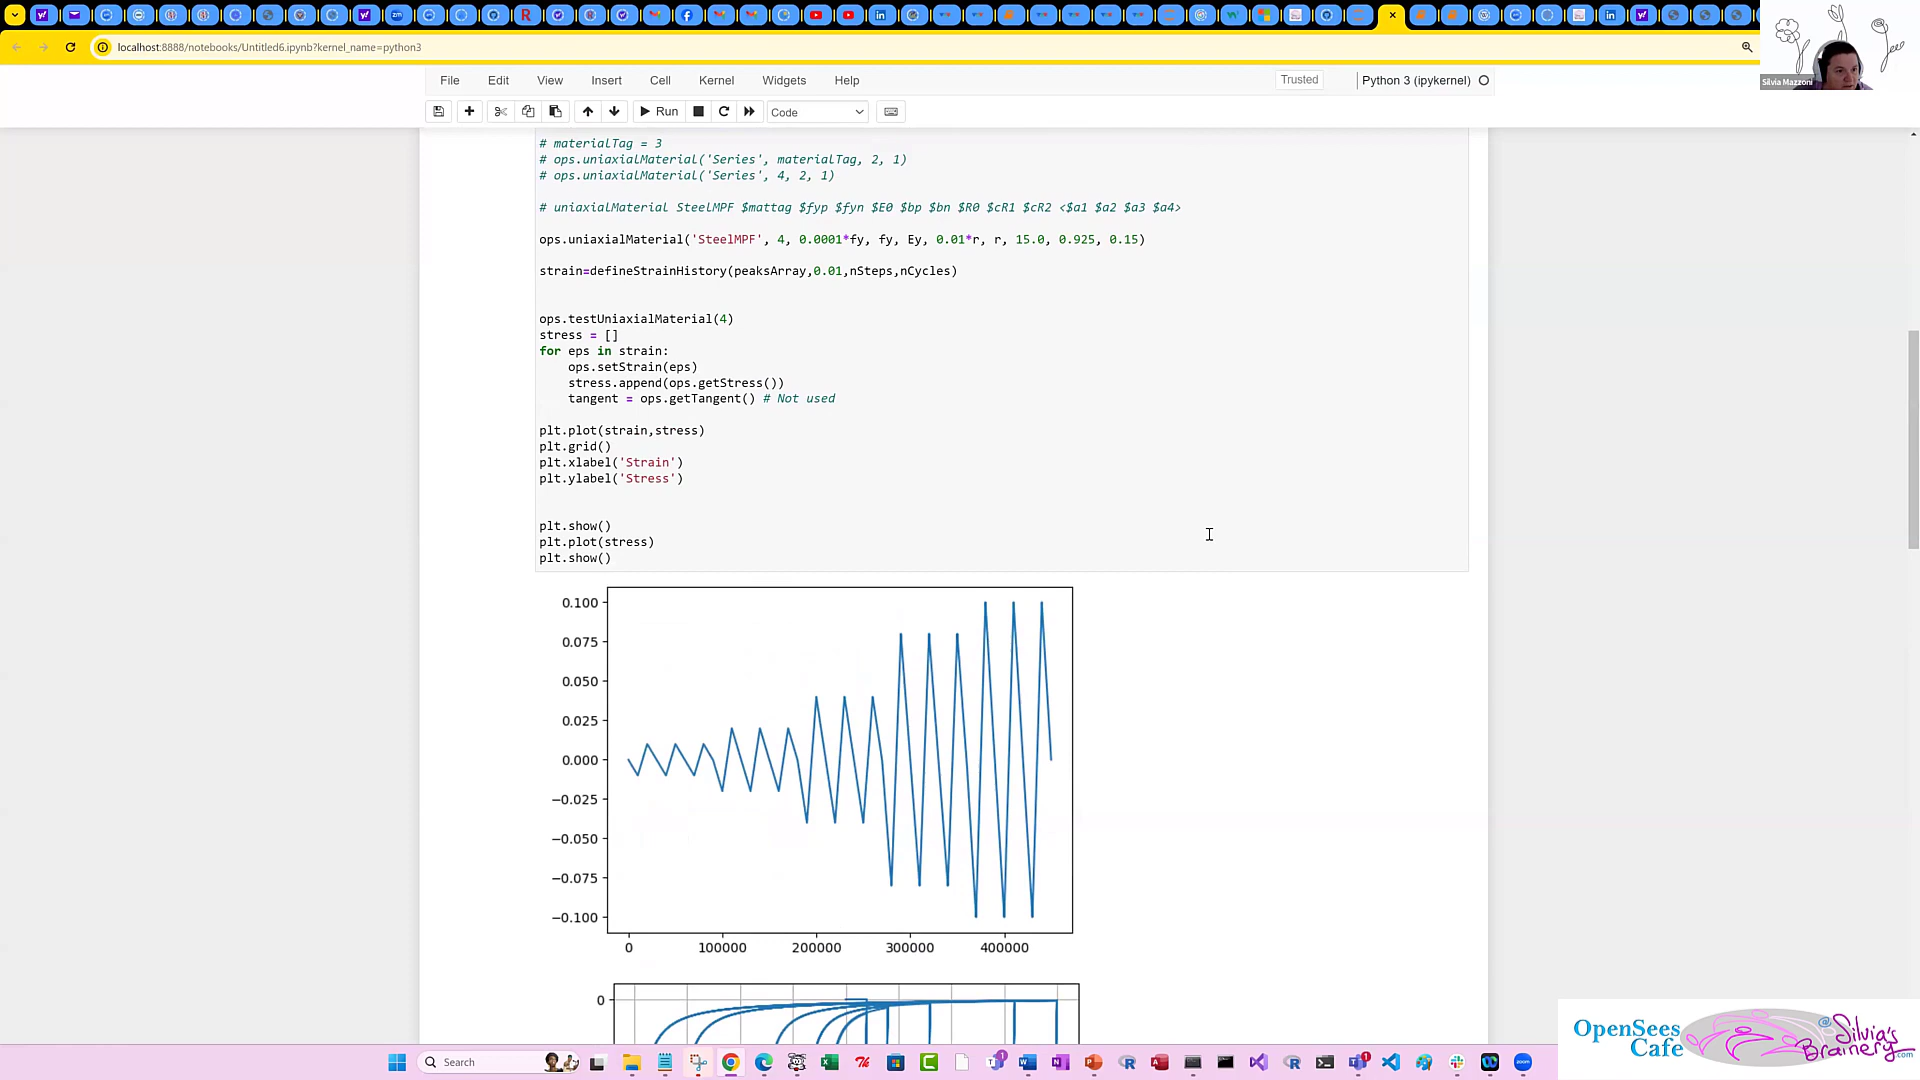 localhost:8888/notebooks/Untitled6.ipynb?kernel_name=python3
Silvia Mazzoni
File Edit View Insert Cell Kernel Widgets Help
Trusted
Python 3 (ipykernel)
Run
Code
# materialTag = 3
# ops.uniaxialMaterial('Series', materialTag, 2, 1)
# ops.uniaxialMaterial('Series', 4, 2, 1)
# uniaxialMaterial SteelMPF $mattag $fyp $fyn $E0 $bp $bn $R0 $cR1 $cR2 <$a1 $a2 $a3 $a4>
ops.uniaxialMaterial('SteelMPF', 4, 0.0001*fy, fy, Ey, 0.01*r, r, 15.0, 0.925, 0.15)
strain=defineStrainHistory(peaksArray,0.01,nSteps,nCycles)
ops.testUniaxialMaterial(4)
stress = []
for eps in strain:
    ops.setStrain(eps)
    stress.append(ops.getStress())
    tangent = ops.getTangent() # Not used
plt.plot(strain,stress)
plt.grid()
plt.xlabel('Strain')
plt.ylabel('Stress')
plt.show()
plt.plot(stress)
plt.show()
0.100
0.075
0.050
0.025
0.000
−0.025
−0.050
−0.075
−0.100
0 100000 200000 300000 400000
0
OpenSees
Cafe
@Silvia's
Brainery.com
Search